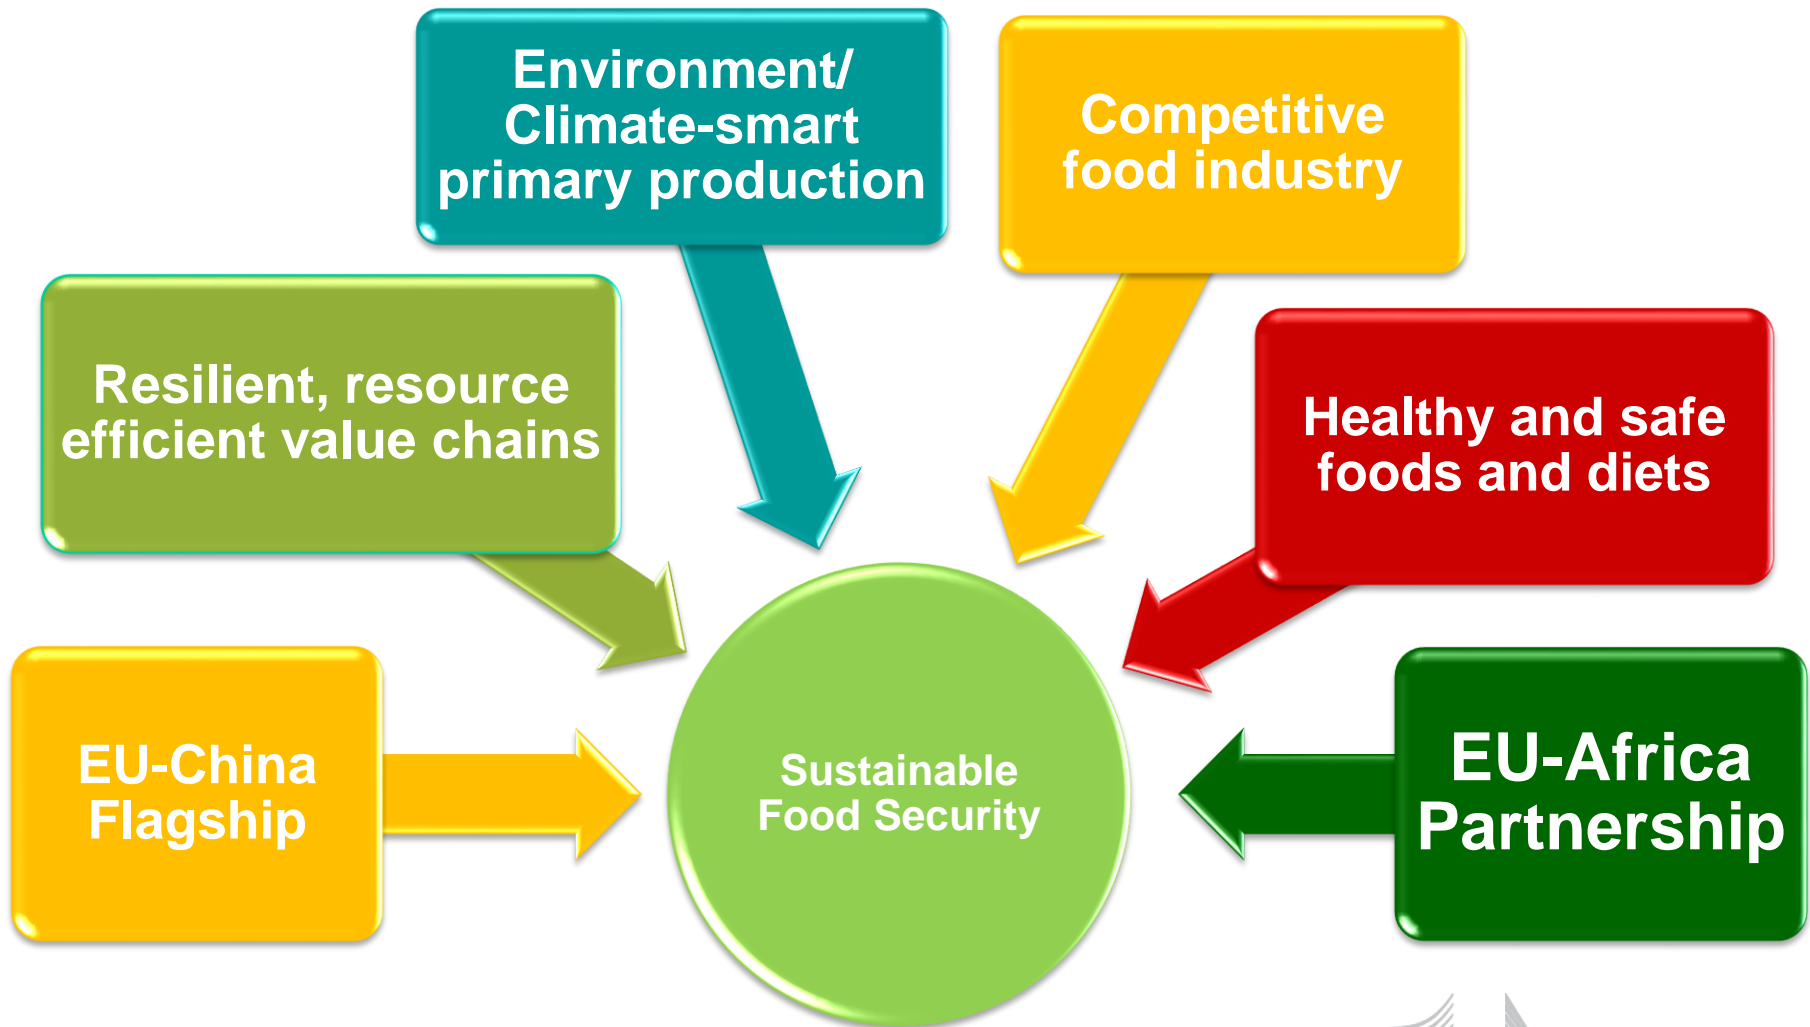 Environment/
Climate-smart
primary production
Competitive
food industry
Resilient, resource
efficient value chains
Healthy and safe
foods and diets
EU-China
Flagship
Sustainable
Food Security
EU-Africa
Partnership